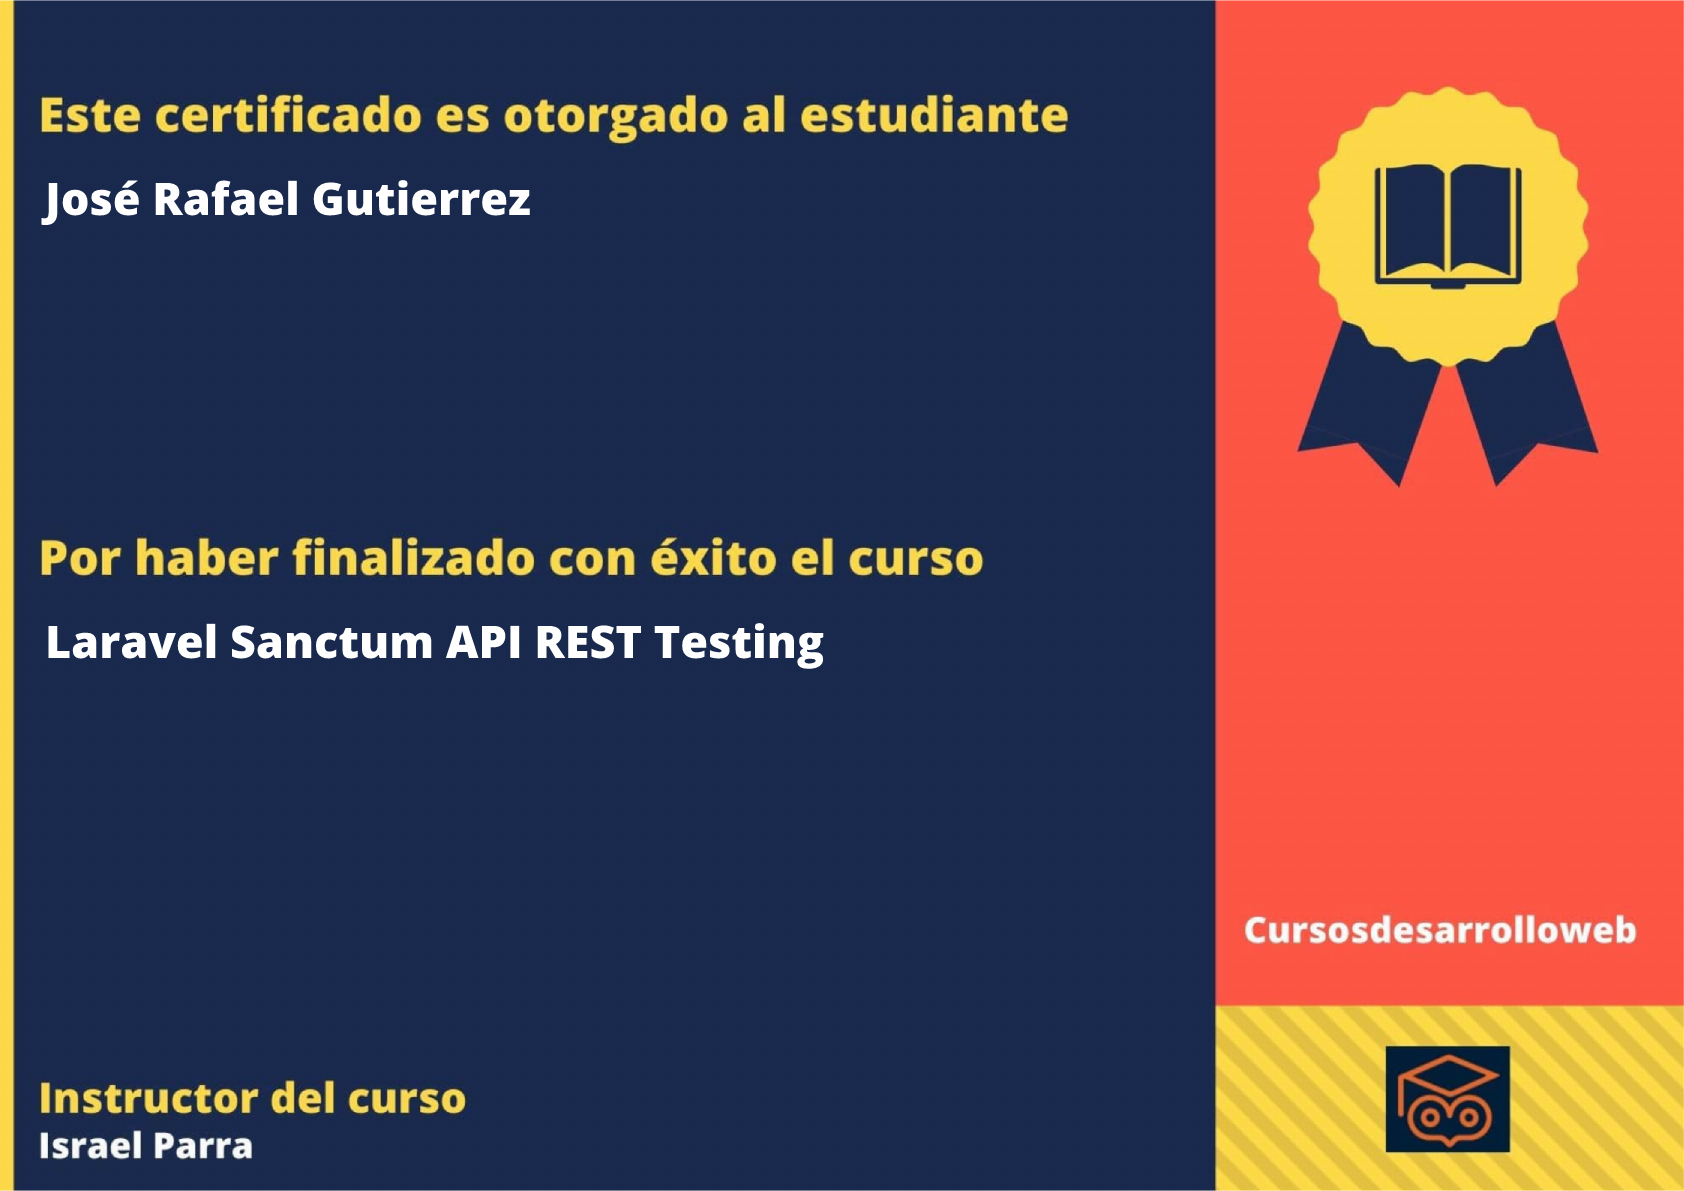 Este certificado es otorgado al estudiante
José Rafael Gutierrez
Por haber finalizado con éxito el curso
Laravel Sanctum API REST Testing
Cursosdesarrolloweb
Instructor del curso
Israel Parra